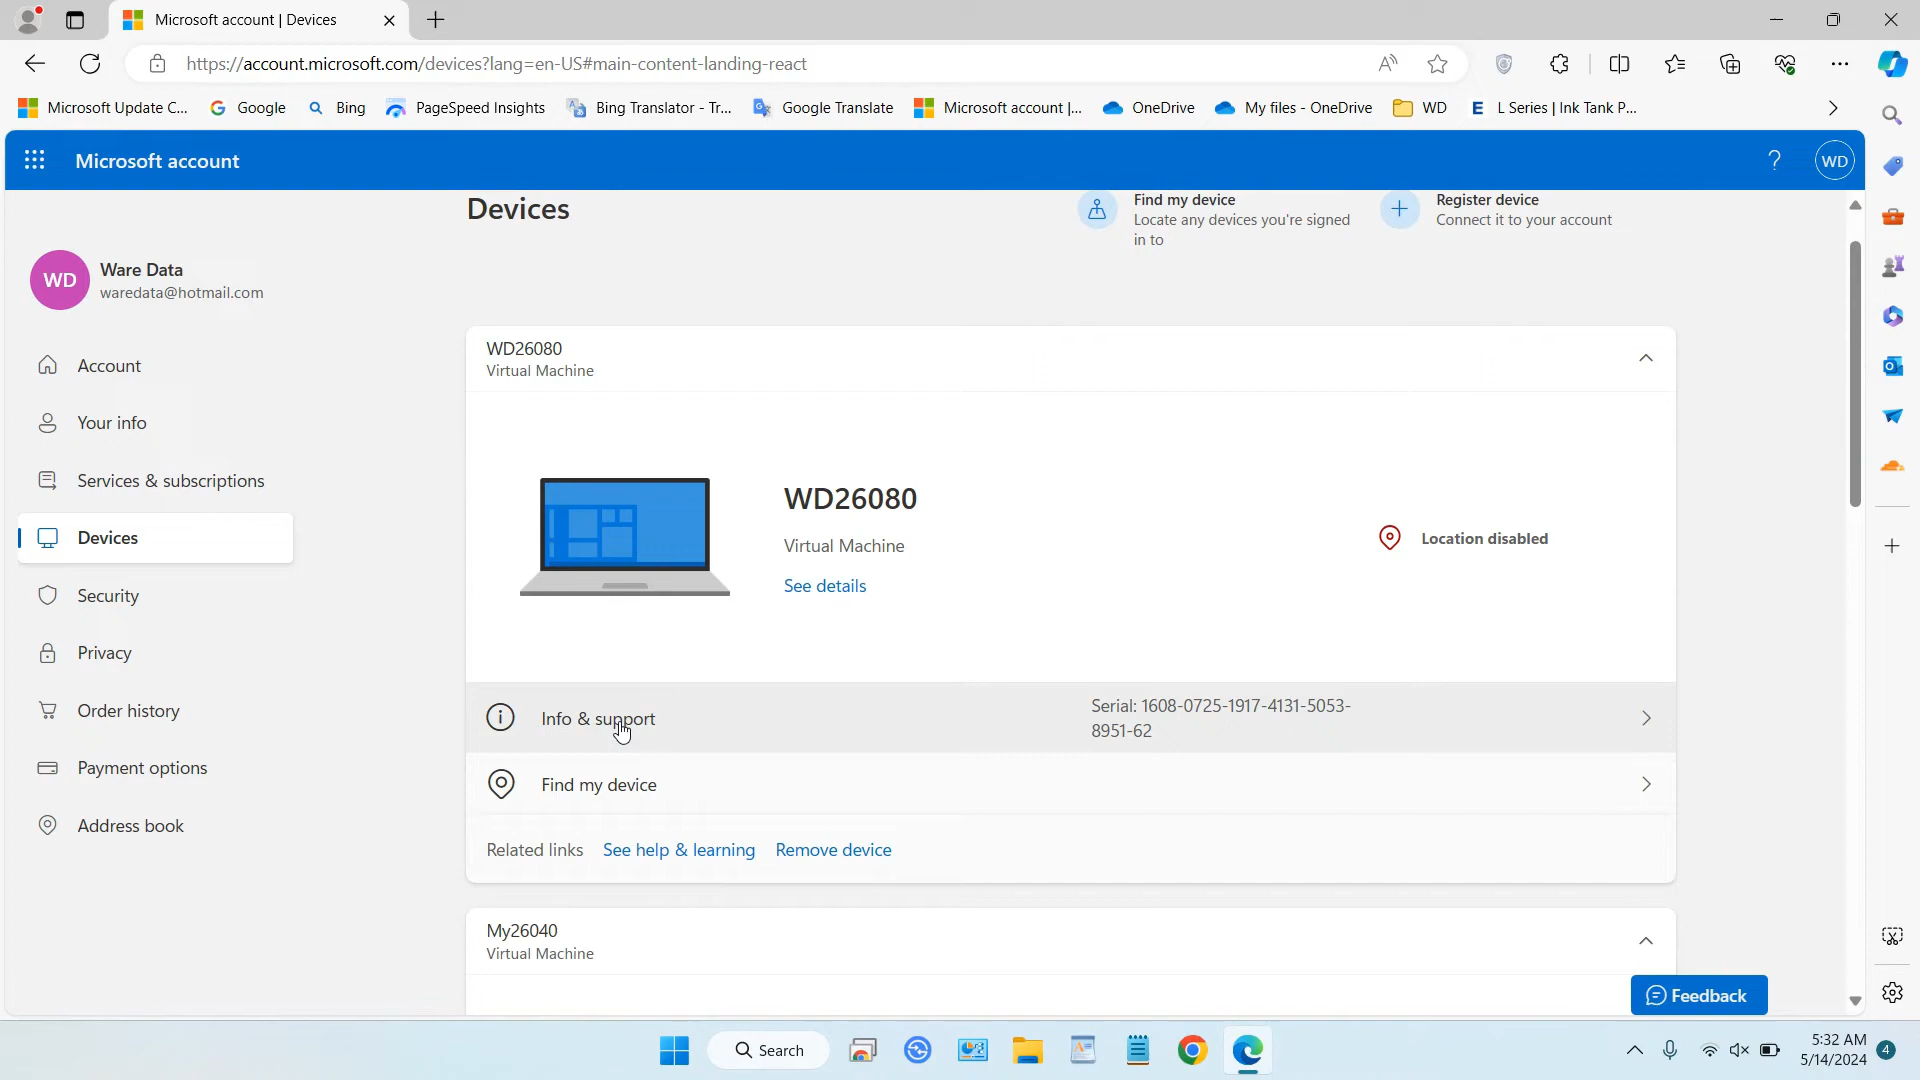 Microsoft account | Devices
https://account.microsoft.com/devices?lang=en-US#main-content-landing-react
Microsoft Update C...
Google
Bing
PageSpeed Insights
Bing Translator - Tr...
Google Translate
Microsoft account |...
OneDrive
My files - OneDrive
WD
L Series | Ink Tank P...
Microsoft account
?
WD
Devices
Find my device
Locate any devices you're signed
in to
Register device
Connect it to your account
WD
Ware Data
waredata@hotmail.com
Account
Your info
Services & subscriptions
Devices
Security
Privacy
Order history
Payment options
Address book
WD26080
Virtual Machine
WD26080
Virtual Machine
See details
Location disabled
Info & support
Serial: 1608-0725-1917-4131-5053-
8951-62
Find my device
Related links See help & learning Remove device
My26040
Virtual Machine
Feedback
Search
5:32 AM
5/14/2024
4